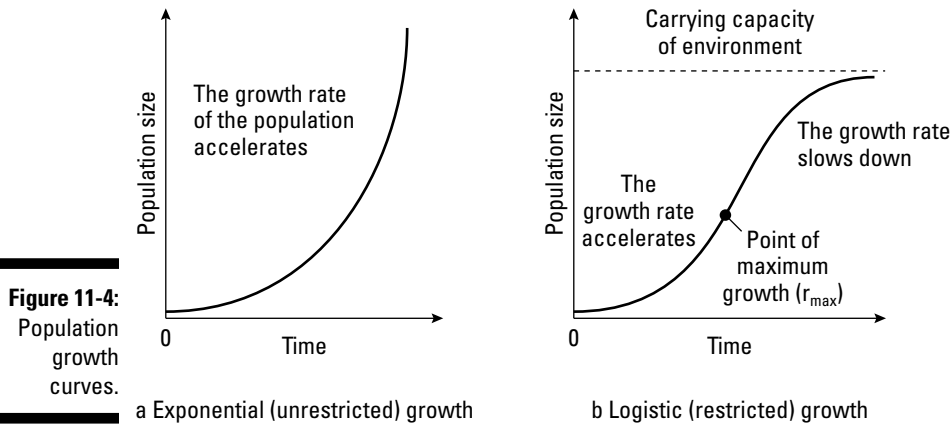 Figure 11-4:
Population
growth
curves.
Population size
The growth rate
of the population
accelerates
0
Time
a Exponential (unrestricted) growth
Population size
Carrying capacity
of environment
The growth rate
slows down
The
growth rate
accelerates
Point of
maximum
growth (rmax)
0
Time
b Logistic (restricted) growth